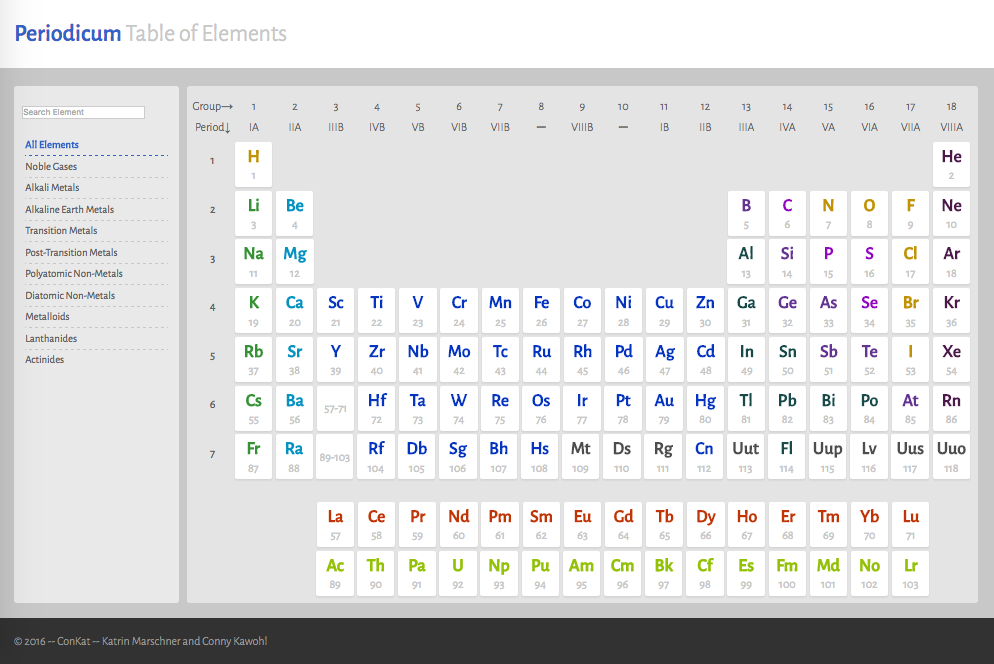 Periodicum Table of Elements
Search Element
All Elements
Noble Gases
Alkali Metals
Alkaline Earth Metals
Transition Metals
Post-Transition Metals
Polyatomic Non-Metals
Diatomic Non-Metals
Metalloids
Lanthanides
Actinides
Group→ 1 2 3 4 5 6 7 8 9 10 11 12 13 14 15 16 17 18
Period↓ IA IIA IIIB IVB VB VIB VIIB — VIIIB — IB IIB IIIA IVA VA VIA VIIA VIIIA
1 H He
1 2
2 Li Be B C N O F Ne
3 4 5 6 7 8 9 10
3 Na Mg Al Si P S Cl Ar
11 12 13 14 15 16 17 18
4 K Ca Sc Ti V Cr Mn Fe Co Ni Cu Zn Ga Ge As Se Br Kr
19 20 21 22 23 24 25 26 27 28 29 30 31 32 33 34 35 36
5 Rb Sr Y Zr Nb Mo Tc Ru Rh Pd Ag Cd In Sn Sb Te I Xe
37 38 39 40 41 42 43 44 45 46 47 48 49 50 51 52 53 54
6 Cs Ba 57-71 Hf Ta W Re Os Ir Pt Au Hg Tl Pb Bi Po At Rn
55 56 72 73 74 75 76 77 78 79 80 81 82 83 84 85 86
7 Fr Ra 89-103 Rf Db Sg Bh Hs Mt Ds Rg Cn Uut Fl Uup Lv Uus Uuo
87 88 104 105 106 107 108 109 110 111 112 113 114 115 116 117 118
La Ce Pr Nd Pm Sm Eu Gd Tb Dy Ho Er Tm Yb Lu
57 58 59 60 61 62 63 64 65 66 67 68 69 70 71
Ac Th Pa U Np Pu Am Cm Bk Cf Es Fm Md No Lr
89 90 91 92 93 94 95 96 97 98 99 100 101 102 103
© 2016 -- ConKat -- Katrin Marschner and Conny Kawohl